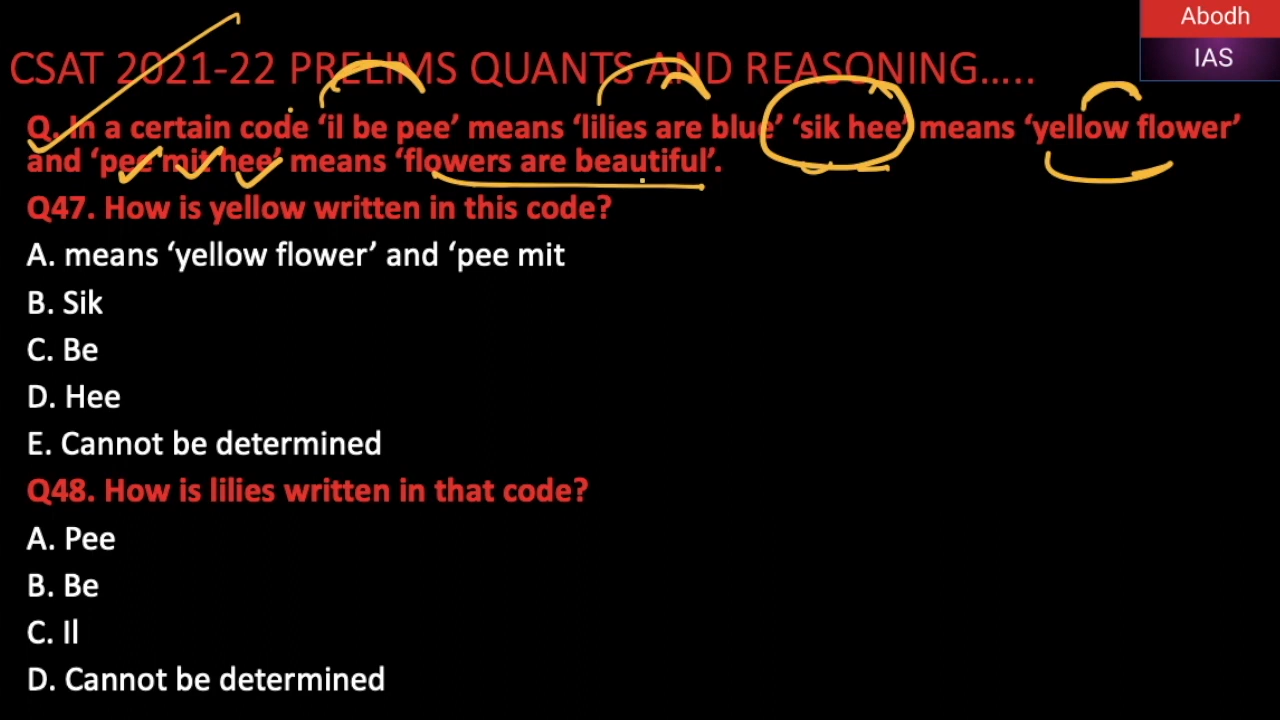 Abodh
IAS
CSAT 2021-22 PRELIMS QUANTS AND REASONING…..
Q. In a certain code ‘il be pee’ means ‘lilies are blue’ ‘sik hee’ means ‘yellow flower’
and ‘pee mit hee’ means ‘flowers are beautiful’.
Q47. How is yellow written in this code?
A. means ‘yellow flower’ and ‘pee mit
B. Sik
C. Be
D. Hee
E. Cannot be determined
Q48. How is lilies written in that code?
A. Pee
B. Be
C. Il
D. Cannot be determined